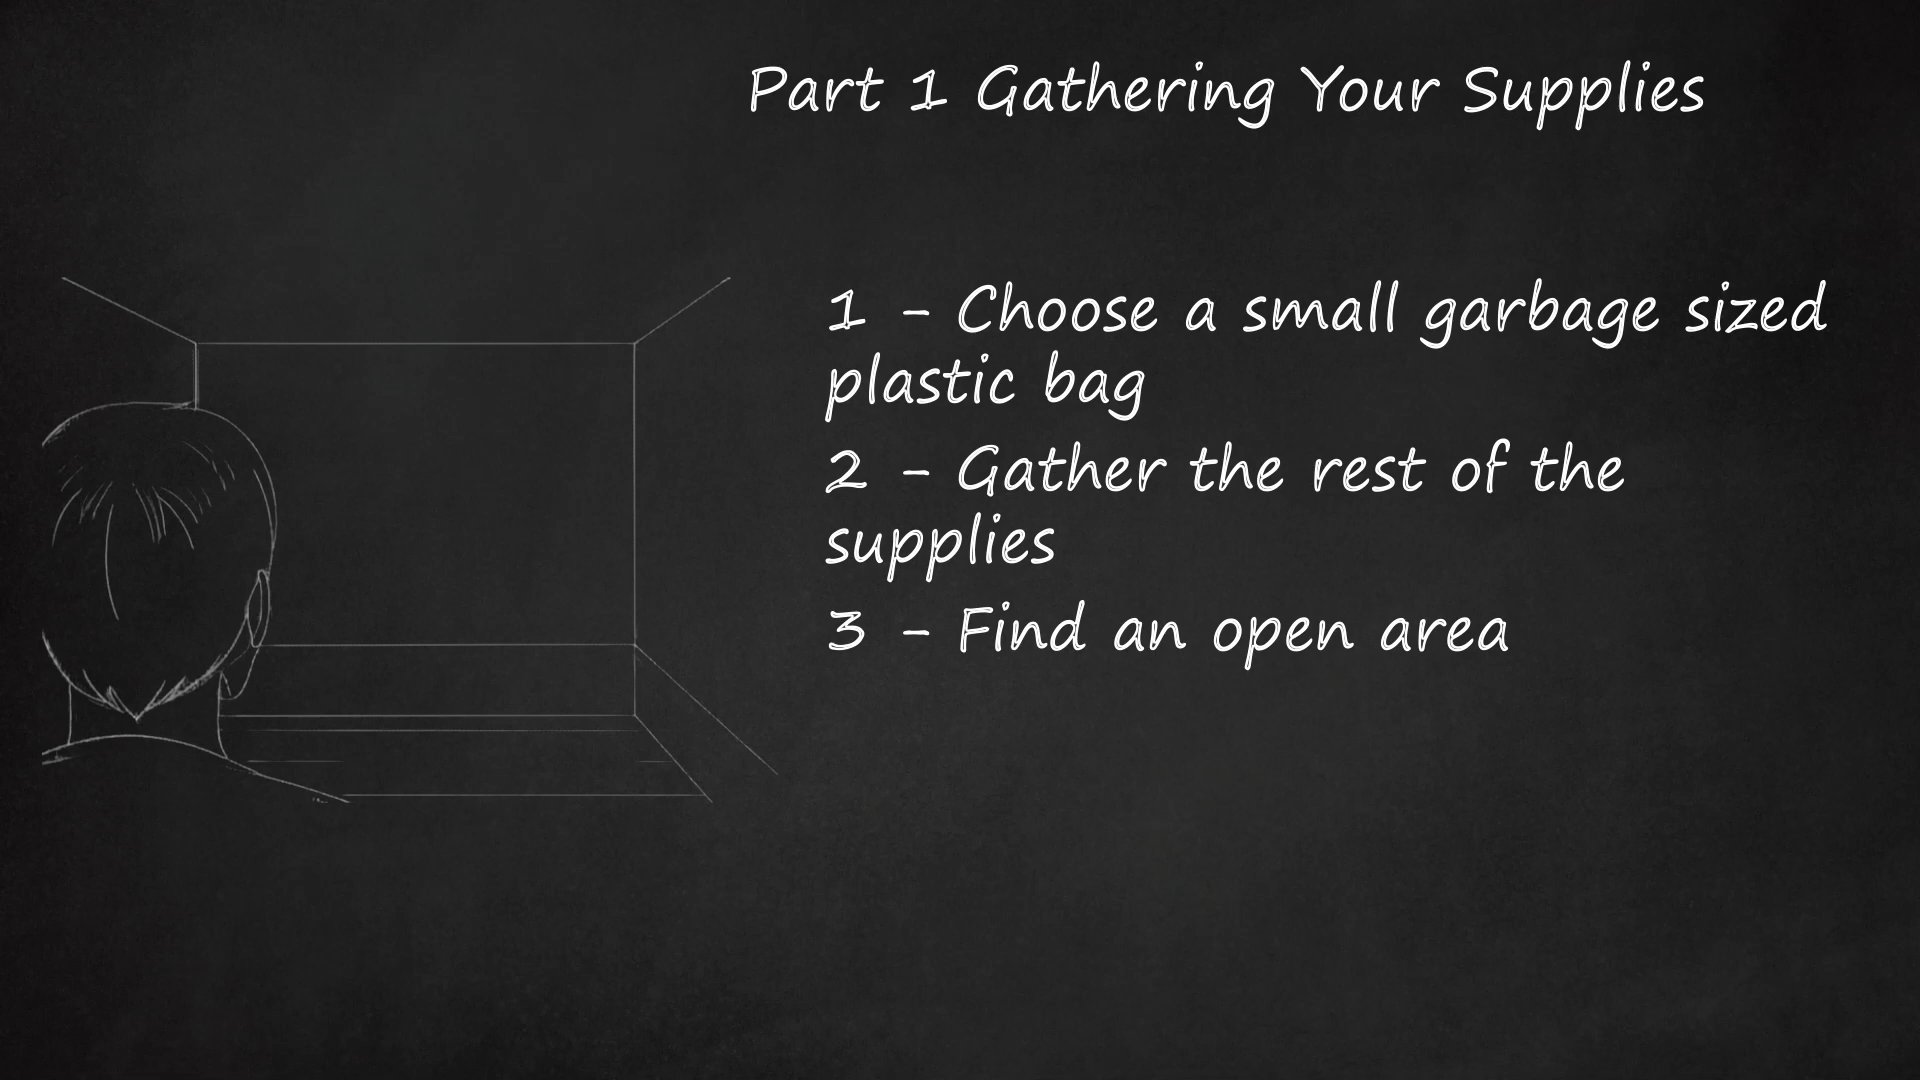 Part 1 Gathering Your Supplies
1 - Choose a small garbage sized
plastic bag
2 - Gather the rest of the
supplies
3 - Find an open area